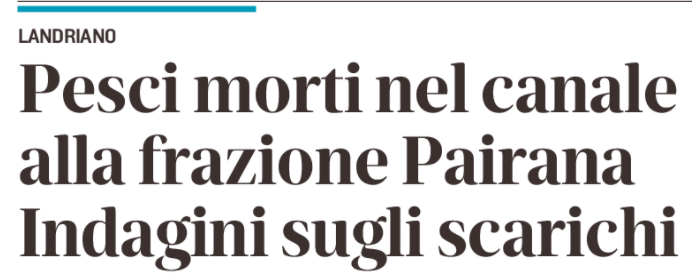 LANDRIANO
Pesci morti nel canale
alla frazione Pairana
Indagini sugli scarichi